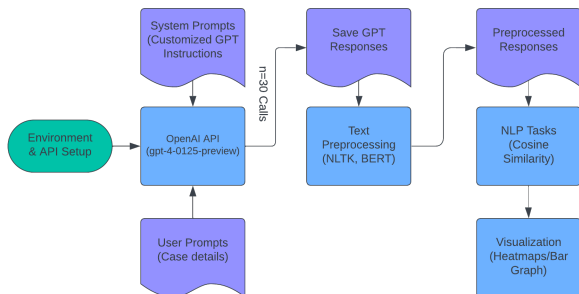 System Prompts
(Customized GPT
Instructions
Save GPT
Responses
Preprocessed
Responses
n=30 Calls
Environment
& API Setup
OpenAI API
(gpt-4-0125-preview)
Text
Preprocessing
(NLTK, BERT)
NLP Tasks
(Cosine
Similarity)
User Prompts
(Case details)
Visualization
(Heatmaps/Bar
Graph)